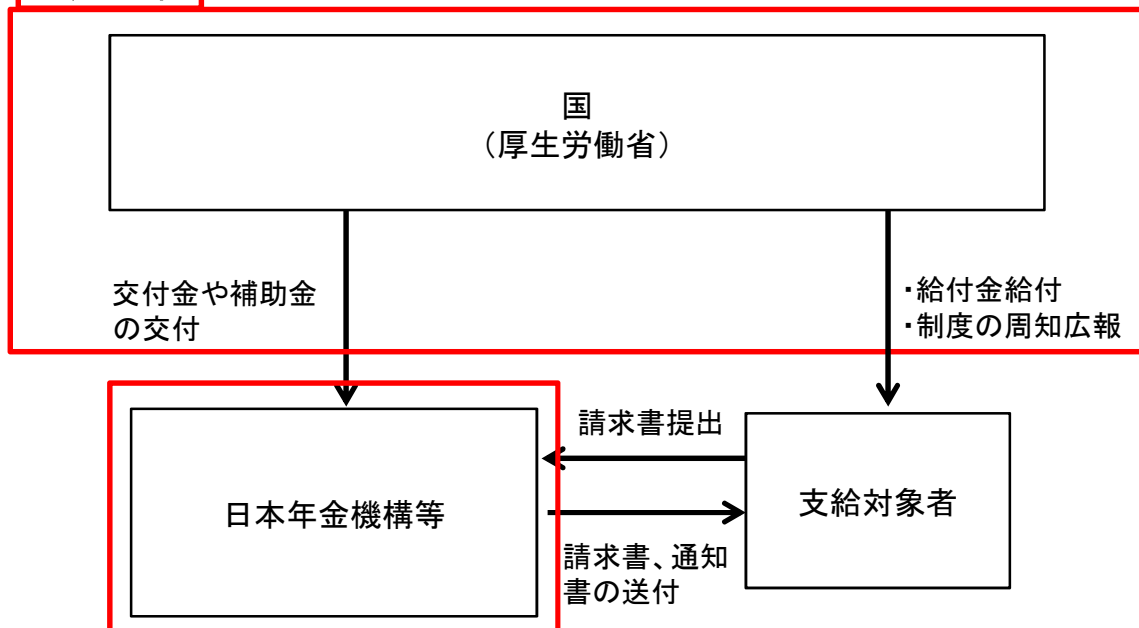 国
（厚生労働省）
交付金や補助金
の交付
・給付金給付
・制度の周知広報
請求書提出
日本年金機構等
支給対象者
請求書、通知
書の送付